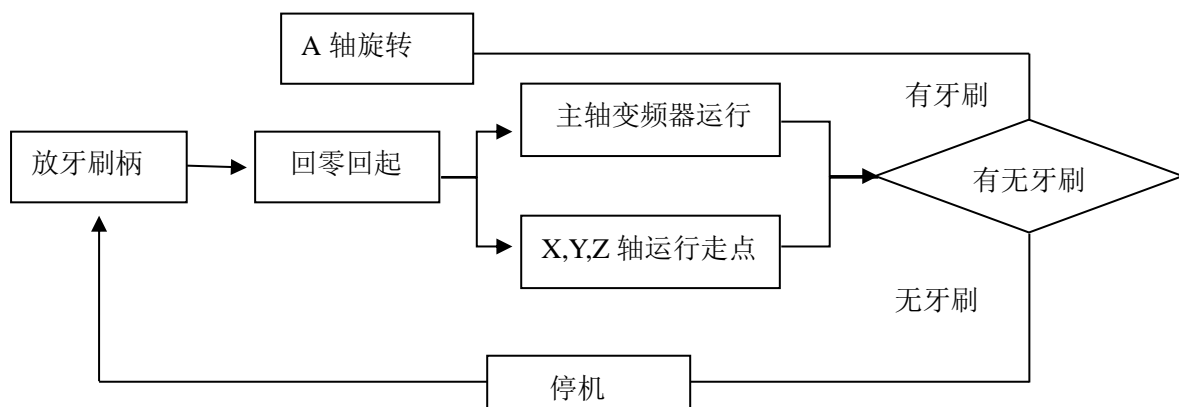 A 轴旋转
有牙刷
主轴变频器运行
放牙刷柄
回零回起
有无牙刷
X,Y,Z 轴运行走点
无牙刷
停机